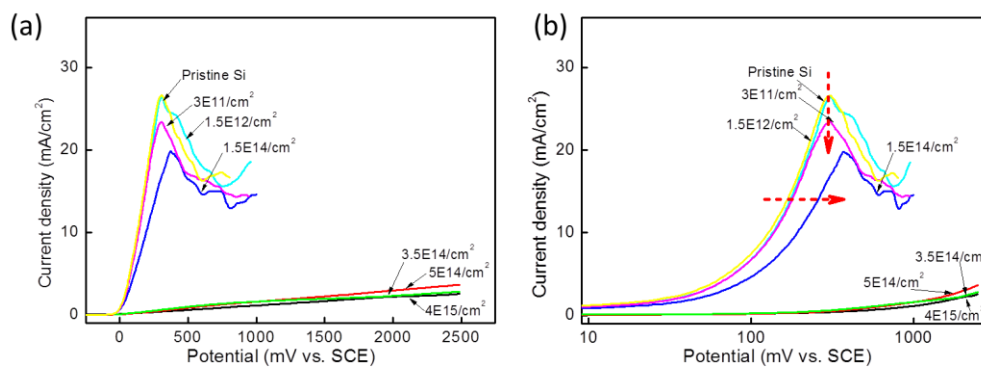 (a)
Current density (mA/cm²)
30
20
10
0
Pristine Si
3E11/cm²
1.5E12/cm²
1.5E14/cm²
3.5E14/cm²
5E14/cm²
4E15/cm²
0
500
1000
1500
2000
2500
Potential (mV vs. SCE)
(b)
Current density (mA/cm²)
30
20
10
0
Pristine Si
3E11/cm²
1.5E12/cm²
1.5E14/cm²
3.5E14/cm
5E14/cm²
4E15/cm
10
100
1000
Potential (mV vs. SCE)